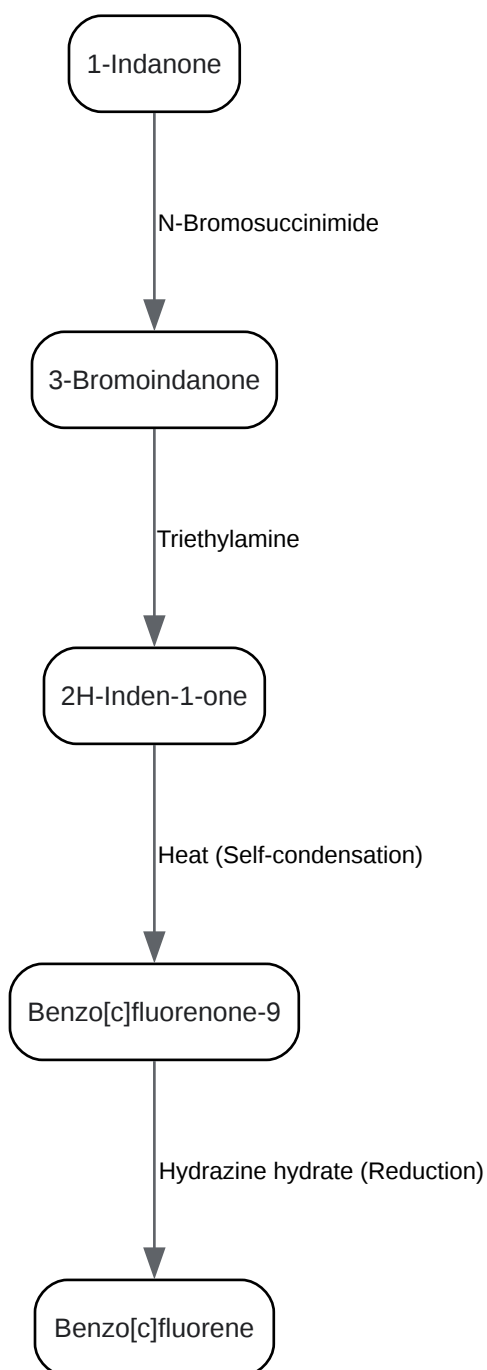 1-Indanone
N-Bromosuccinimide
3-Bromoindanone
Triethylamine
2H-Inden-1-one
Heat (Self-condensation)
Benzo[c]fluorenone-9
Hydrazine hydrate (Reduction)
Benzo[c]fluorene